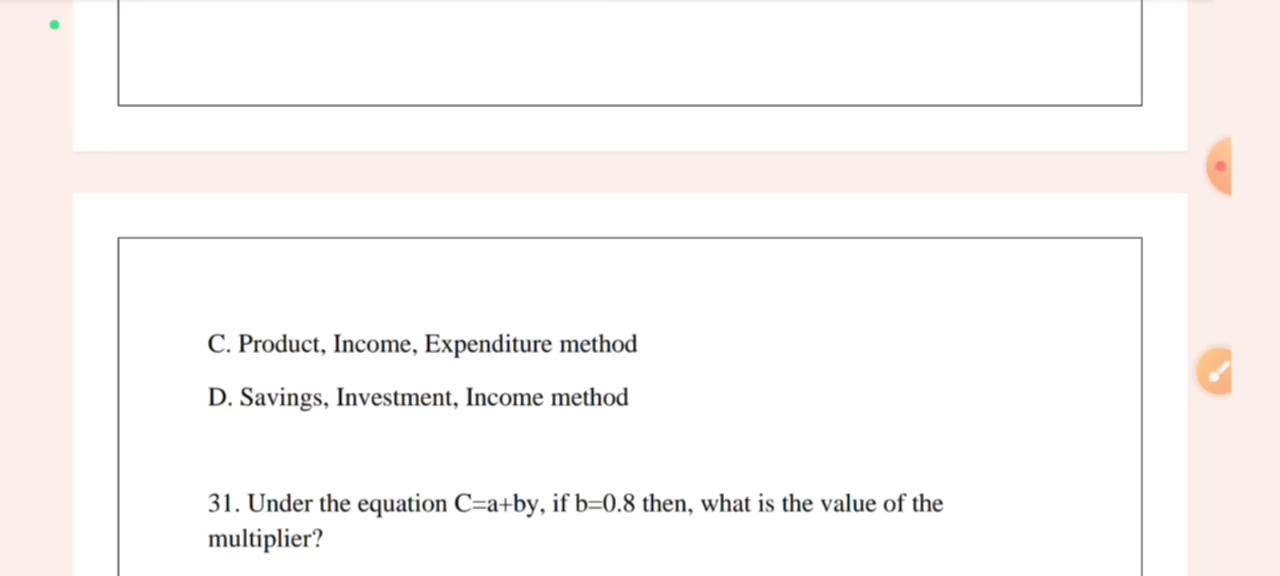 C. Product, Income, Expenditure method
D. Savings, Investment, Income method
31. Under the equation C=a+by, if b=0.8 then, what is the value of the
multiplier?